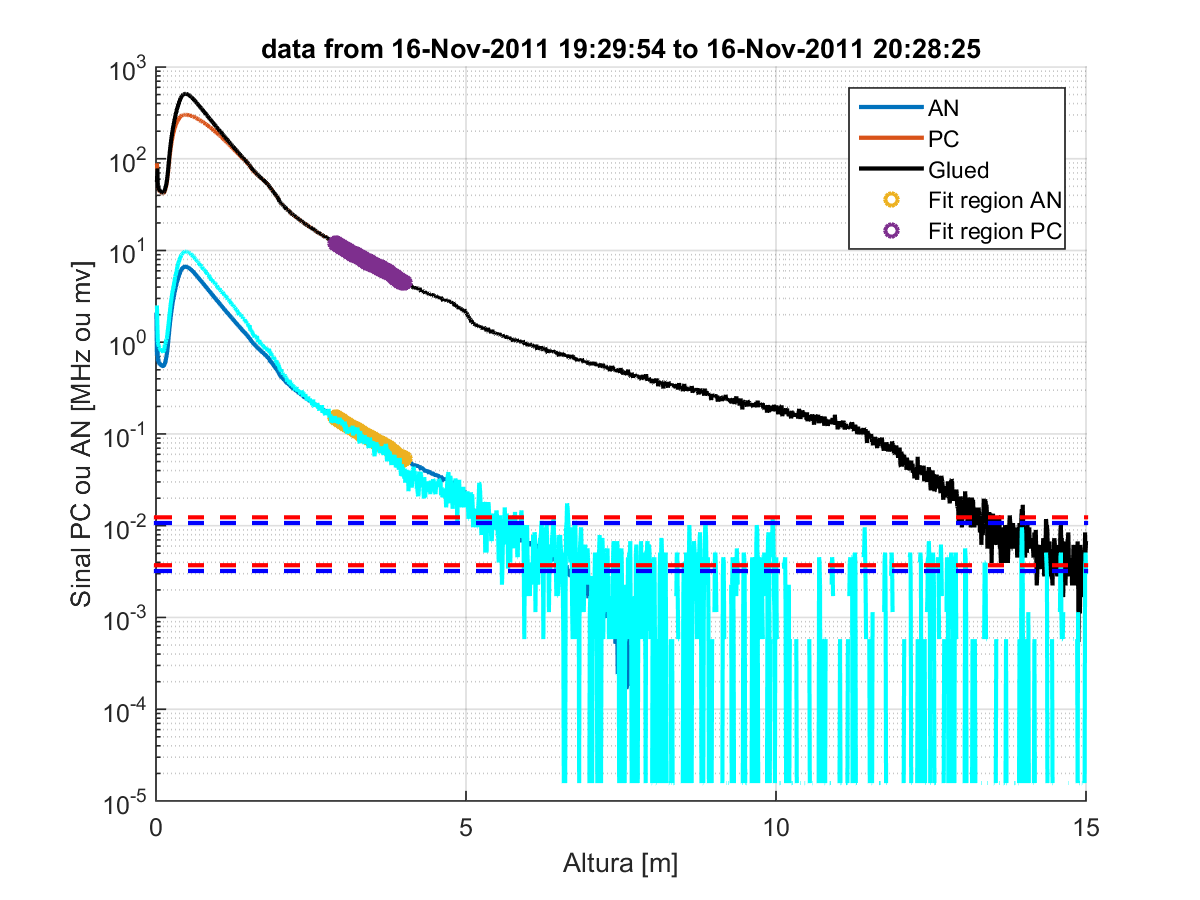 data from 16-Nov-2011 19:29:54 to 16-Nov-2011 20:28:25
AN
PC
Glued
Fit region AN
Fit region PC
Sinal PC ou AN [MHz ou mv]
10^3
10^2
10^1
10^0
10^-1
10^-2
10^-3
10^-4
10^-5
0 5 10 15
Altura [m]